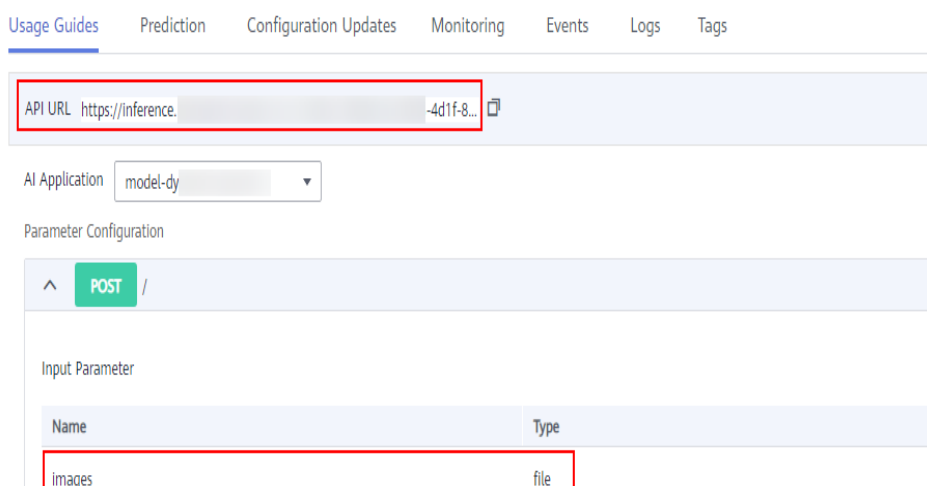 Usage Guides Prediction Configuration Updates Monitoring Events Logs Tags
API URL https://inference. -4d1f-8...
AI Application model-dy
Parameter Configuration
POST /
Input Parameter
Name Type
images file